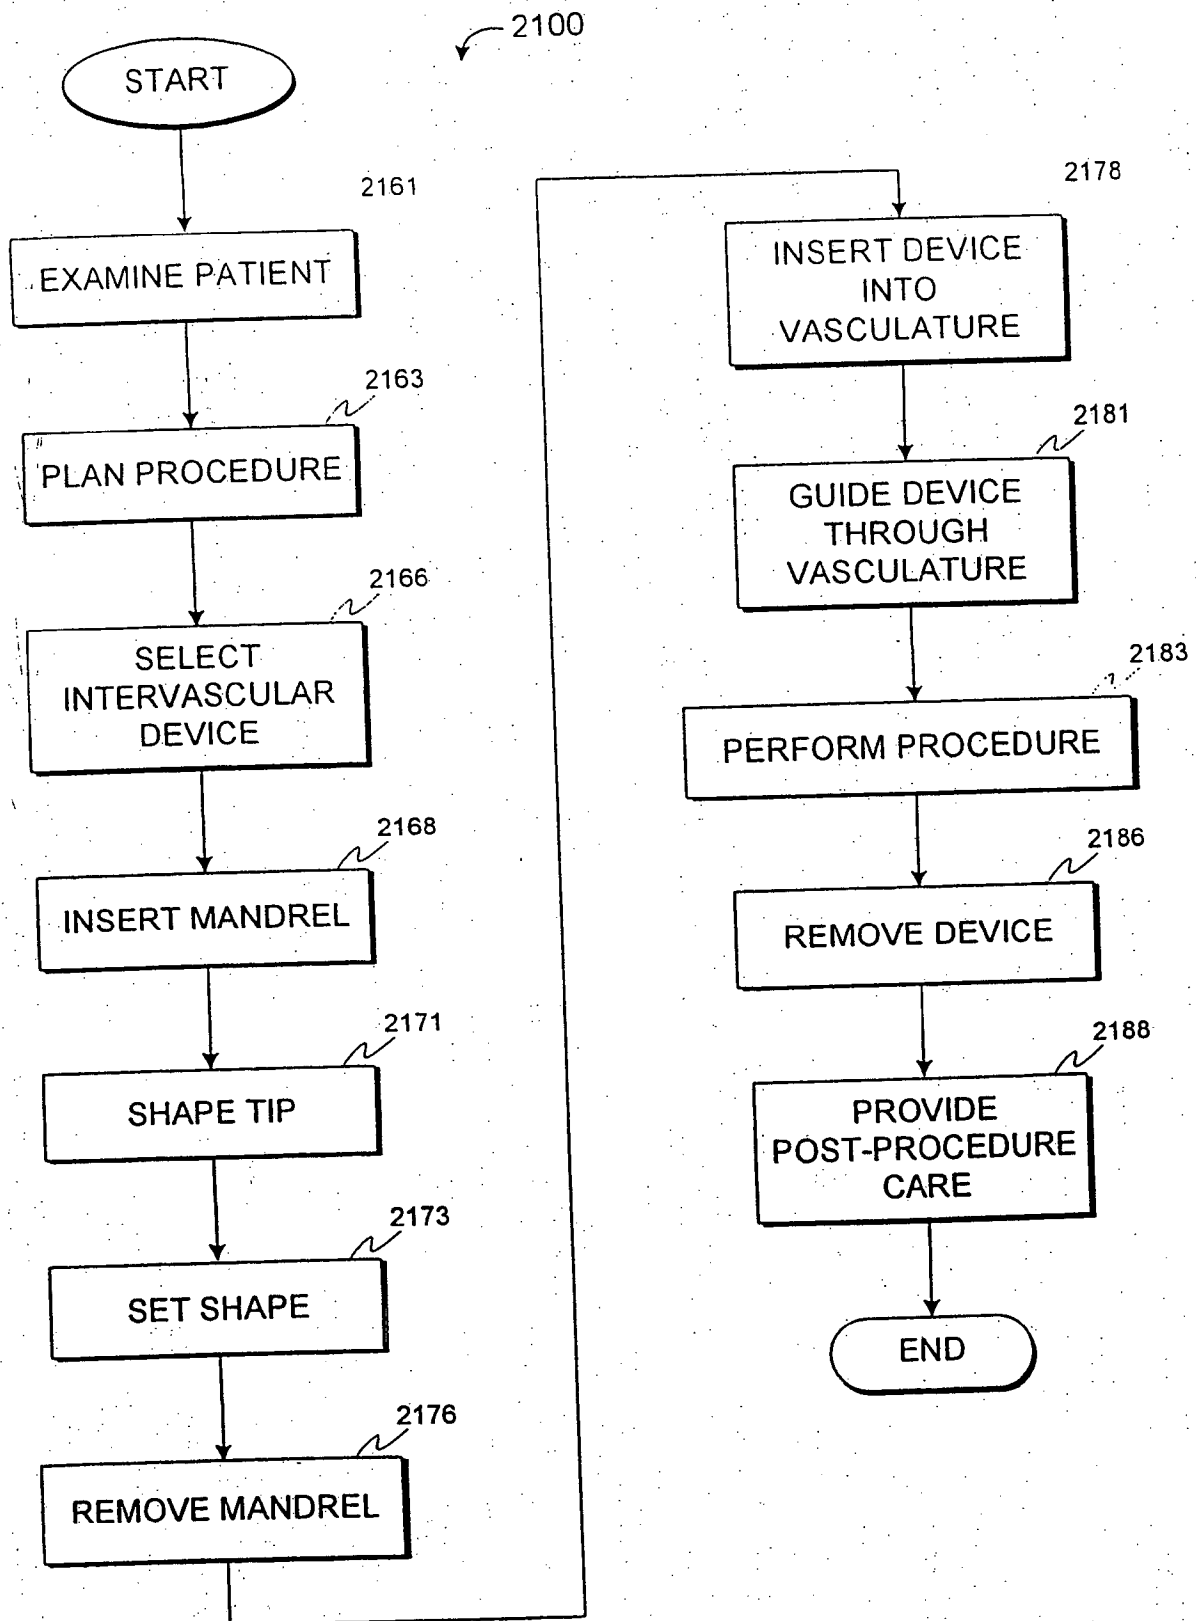 2100
START
2161
EXAMINE PATIENT
2163
PLAN PROCEDURE
2166
SELECT
INTERVASCULAR
DEVICE
2168
INSERT MANDREL
2171
SHAPE TIP
2173
SET SHAPE
2176
REMOVE MANDREL
2178
INSERT DEVICE
INTO
VASCULATURE
2181
GUIDE DEVICE
THROUGH
VASCULATURE
2183
PERFORM PROCEDURE
2186
REMOVE DEVICE
2188
PROVIDE
POST-PROCEDURE
CARE
END